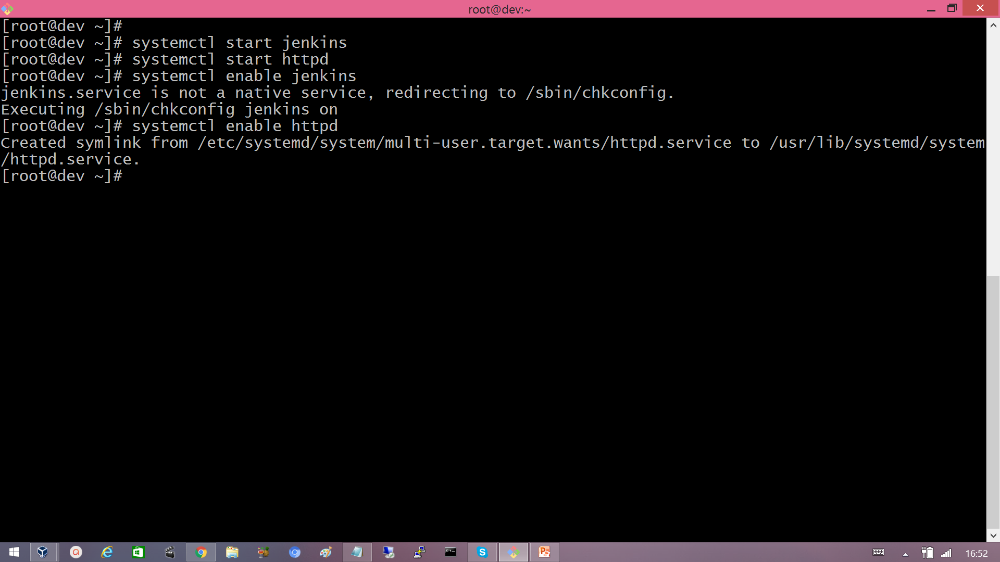 root@dev:~
[root@dev ~]#
[root@dev ~]# systemctl start jenkins
[root@dev ~]# systemctl start httpd
[root@dev ~]# systemctl enable jenkins
jenkins.service is not a native service, redirecting to /sbin/chkconfig.
Executing /sbin/chkconfig jenkins on
[root@dev ~]# systemctl enable httpd
Created symlink from /etc/systemd/system/multi-user.target.wants/httpd.service to /usr/lib/systemd/system
/httpd.service.
[root@dev ~]#
16:52